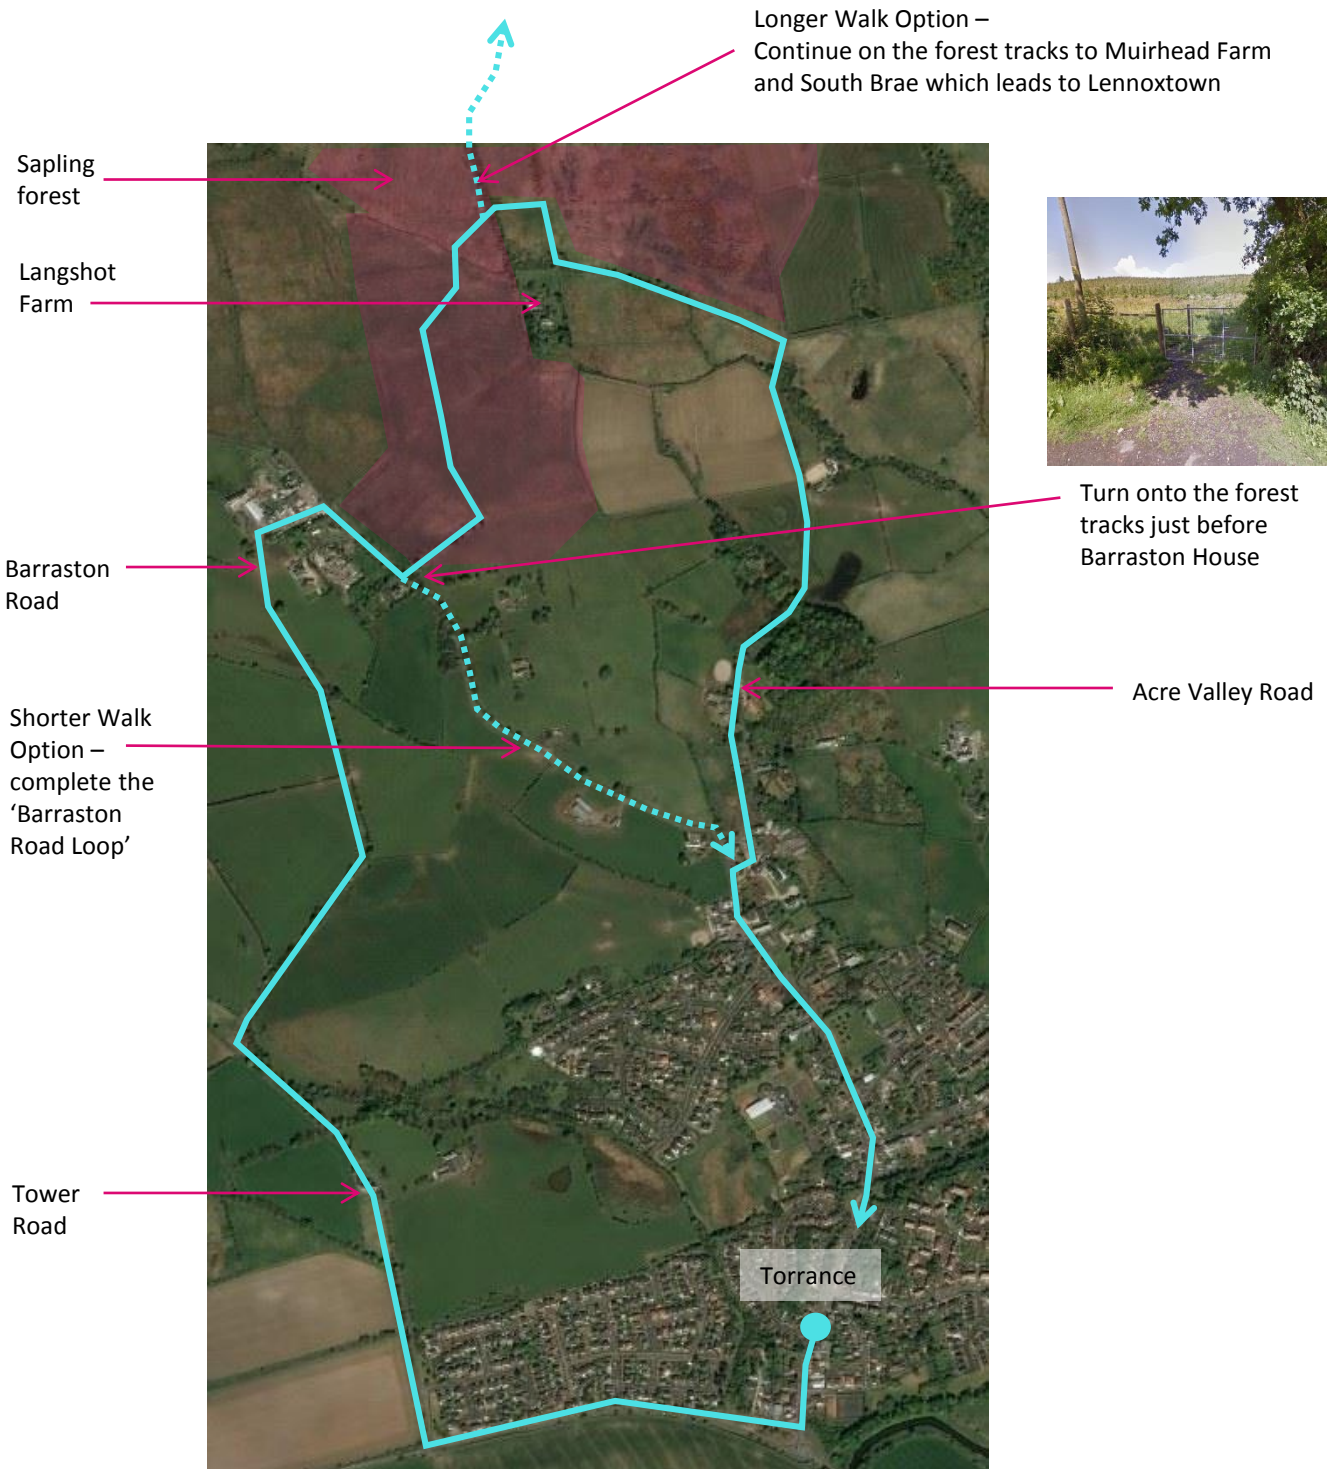 Longer Walk Option –
Continue on the forest tracks to Muirhead Farm
and South Brae which leads to Lennoxtown
Sapling
forest
Langshot
Farm
Turn onto the forest
tracks just before
Barraston House
Barraston
Road
Acre Valley Road
Shorter Walk
Option –
complete the
‘Barraston
Road Loop’
Tower
Road
Torrance